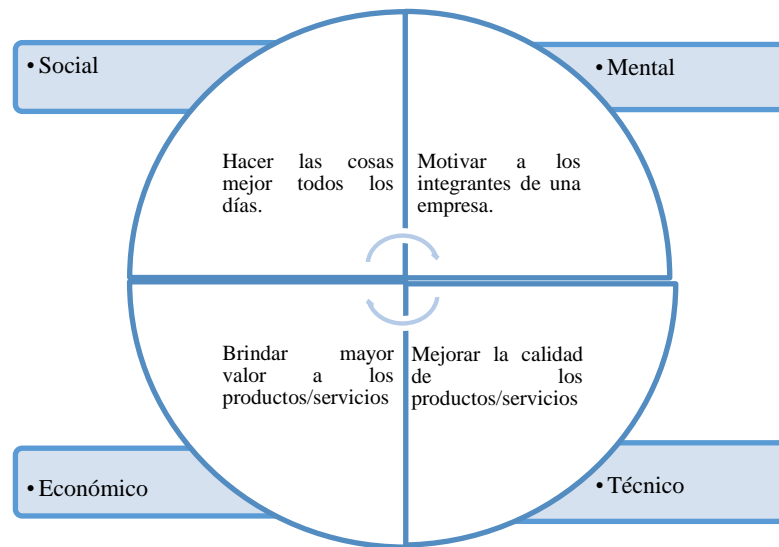 • Social
• Mental
Hacer las cosas
mejor todos los
días.
Motivar a los
integrantes de una
empresa.
Brindar mayor
valor a los
productos/servicios
Mejorar la calidad
de los
productos/servicios
• Económico
• Técnico